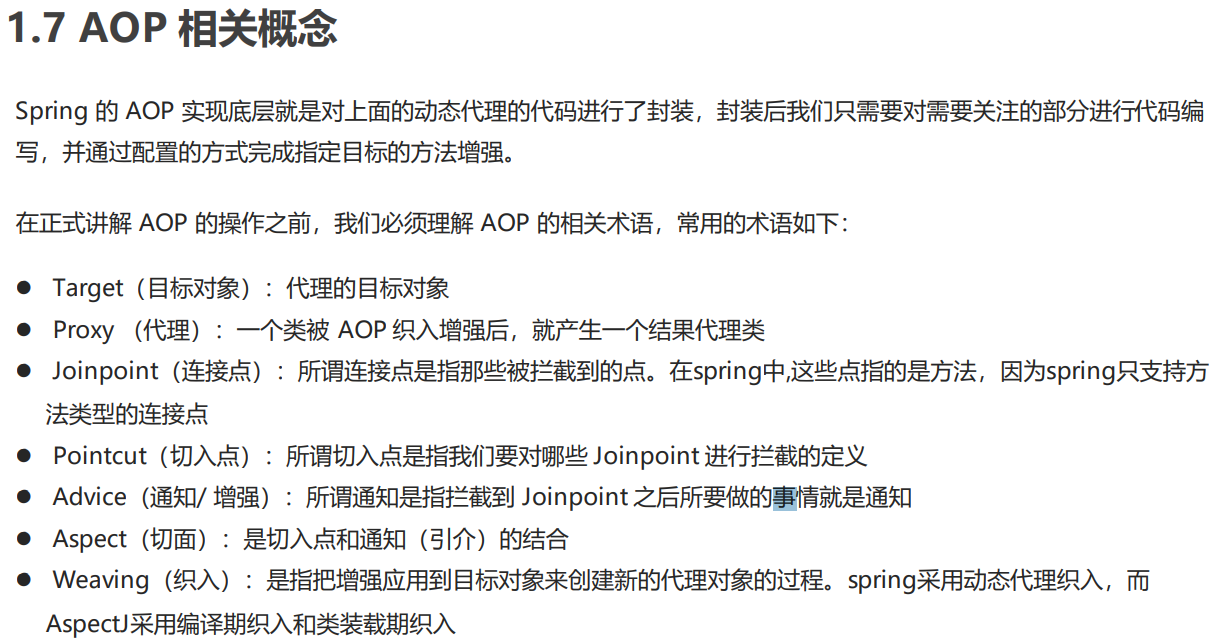 1.7 AOP 相关概念
Spring 的 AOP 实现底层就是对上面的动态代理的代码进行了封装，封装后我们只需要对需要关注的部分进行代码编
写，并通过配置的方式完成指定目标的方法增强。
在正式讲解 AOP 的操作之前，我们必须理解 AOP 的相关术语，常用的术语如下：
● Target（目标对象）：代理的目标对象
● Proxy （代理）：一个类被 AOP 织入增强后，就产生一个结果代理类
● Joinpoint（连接点）：所谓连接点是指那些被拦截到的点。在spring中,这些点指的是方法，因为spring只支持方
法类型的连接点
● Pointcut（切入点）：所谓切入点是指我们要对哪些 Joinpoint 进行拦截的定义
● Advice（通知/ 增强）：所谓通知是指拦截到 Joinpoint 之后所要做的事情就是通知
● Aspect（切面）：是切入点和通知（引介）的结合
● Weaving（织入）：是指把增强应用到目标对象来创建新的代理对象的过程。spring采用动态代理织入，而
AspectJ采用编译期织入和类装载期织入